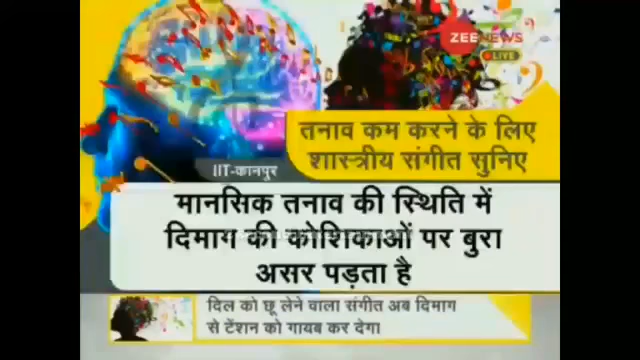 ZEE NEWS
LIVE
तनाव कम करने के लिए
शास्त्रीय संगीत सुनिए
IIT-कानपुर
मानसिक तनाव की स्थिति में
दिमाग की कोशिकाओं पर बुरा
असर पड़ता है
दिल को छू लेने वाला संगीत अब दिमाग
से टेंशन को गायब कर देगा